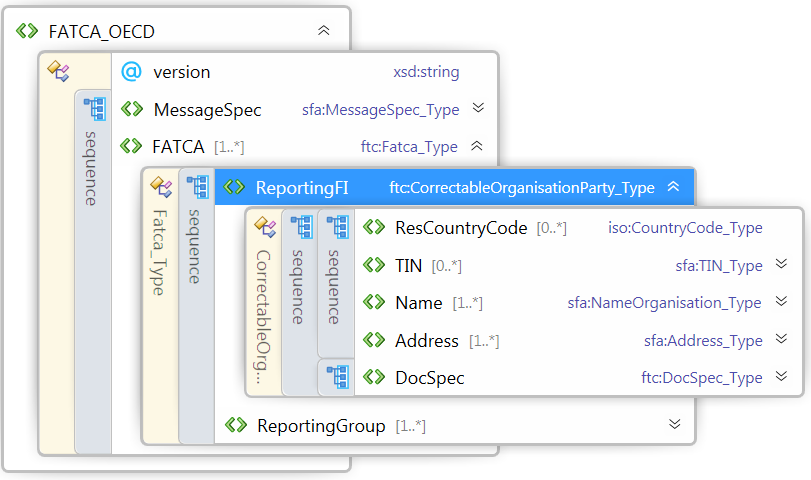 FATCA_OECD
@ version xsd:string
MessageSpec sfa:MessageSpec_Type
sequence
FATCA [1..*] ftc:Fatca_Type
ReportingFI ftc:CorrectableOrganisationParty_Type
Fatca_Type
sequence
ResCountryCode [0..*] iso:CountryCode_Type
CorrectableOrg...
sequence
sequence
TIN [0..*] sfa:TIN_Type
Name [1..*] sfa:NameOrganisation_Type
Address [1..*] sfa:Address_Type
DocSpec ftc:DocSpec_Type
ReportingGroup [1..*]